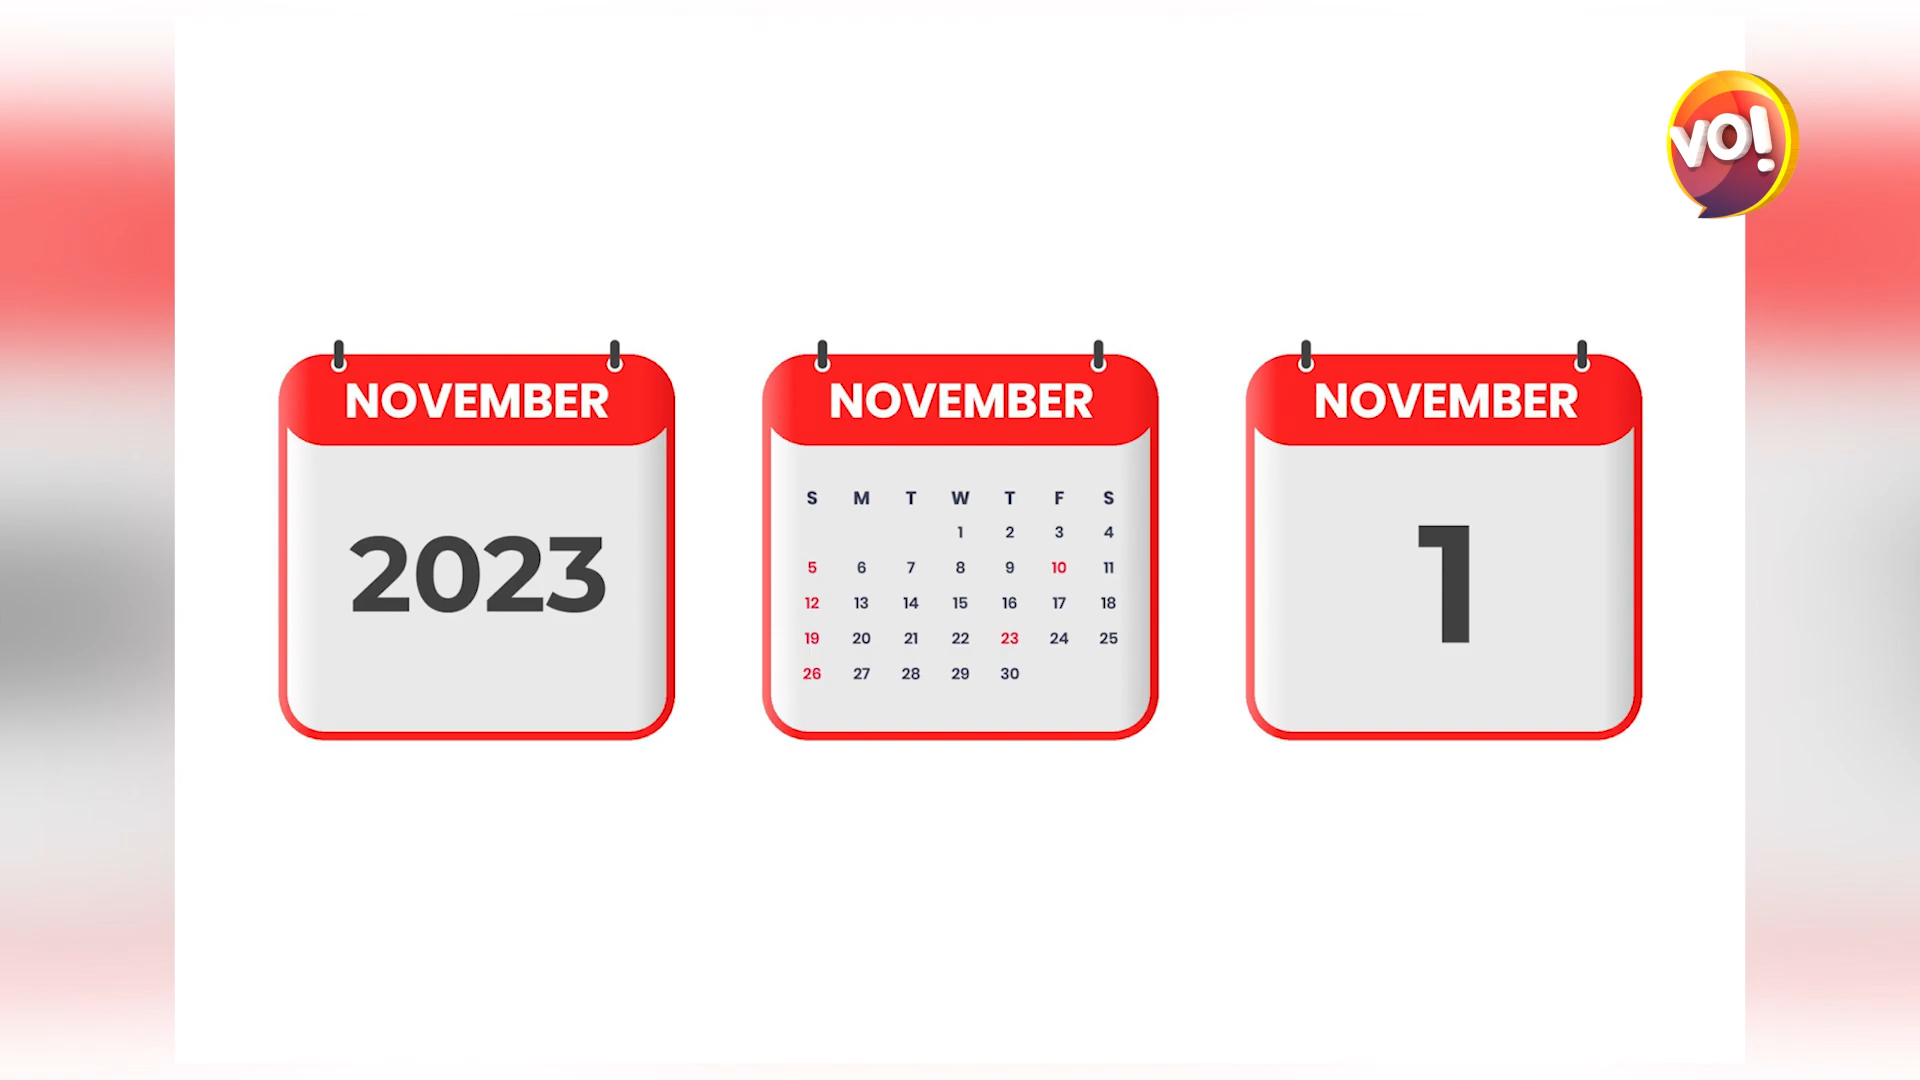 VO!
NOVEMBER
2023
NOVEMBER
S M T W T F S
1 2 3 4
5 6 7 8 9 10 11
12 13 14 15 16 17 18
19 20 21 22 23 24 25
26 27 28 29 30
NOVEMBER
1